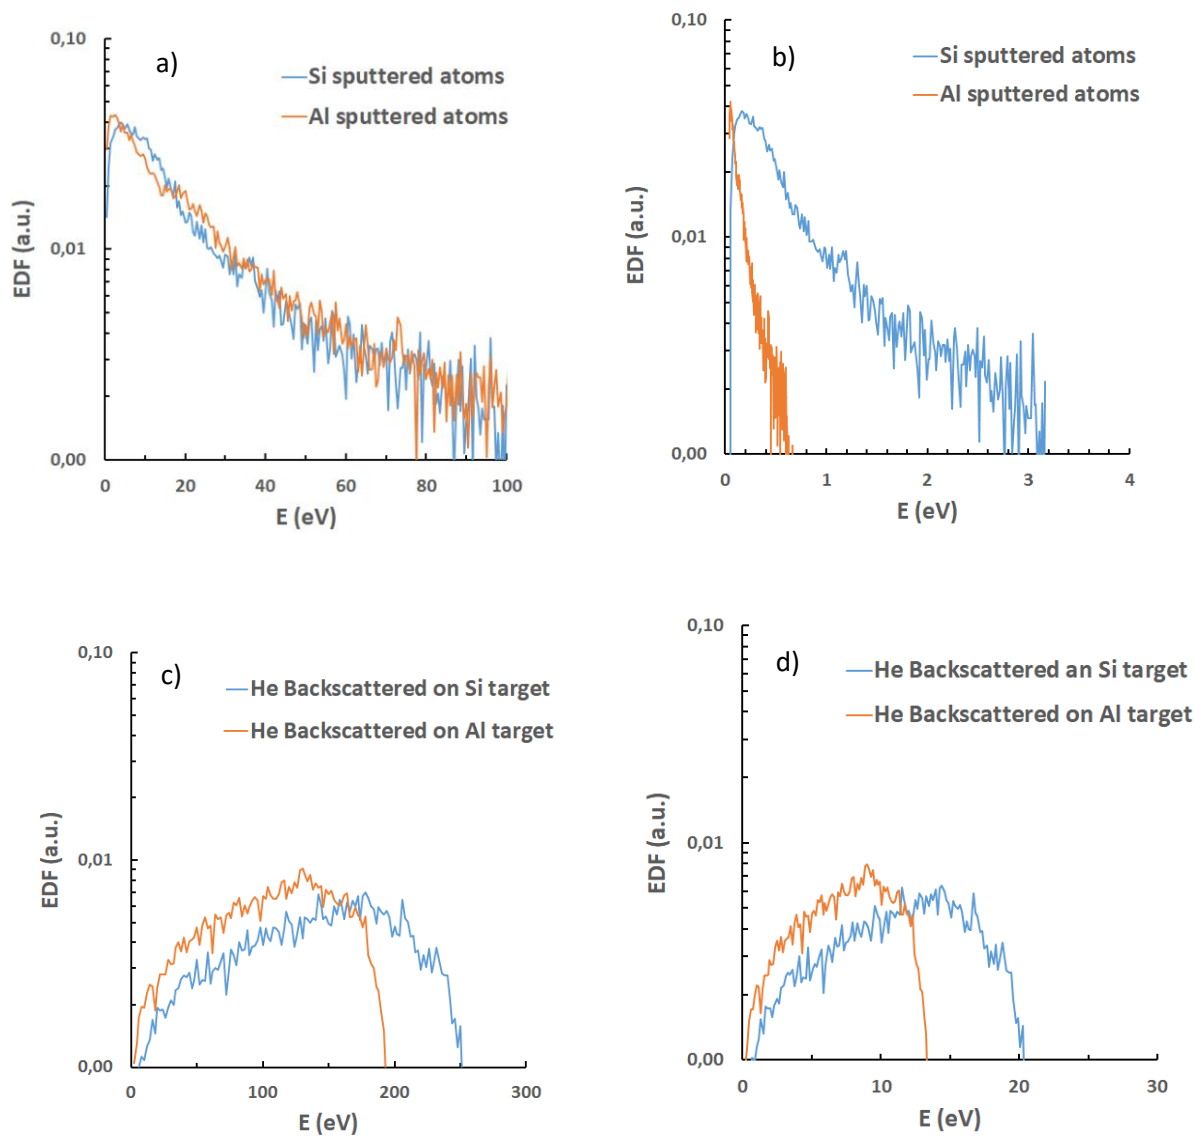 a)
Si sputtered atoms
Al sputtered atoms
0,10
0,01
0,00
EDF (a.u.)
0 20 40 60 80 100
E (eV)
b)
Si sputtered atoms
Al sputtered atoms
0,10
0,01
0,00
EDF (a.u.)
0 1 2 3 4
E (eV)
c)
He Backscattered on Si target
He Backscattered on Al target
0,10
0,01
0,00
EDF (a.u.)
0 100 200 300
E (eV)
d)
He Backscattered an Si target
He Backscattered on Al target
0,10
0,01
0,00
EDF (a.u.)
0 10 20 30
E (eV)